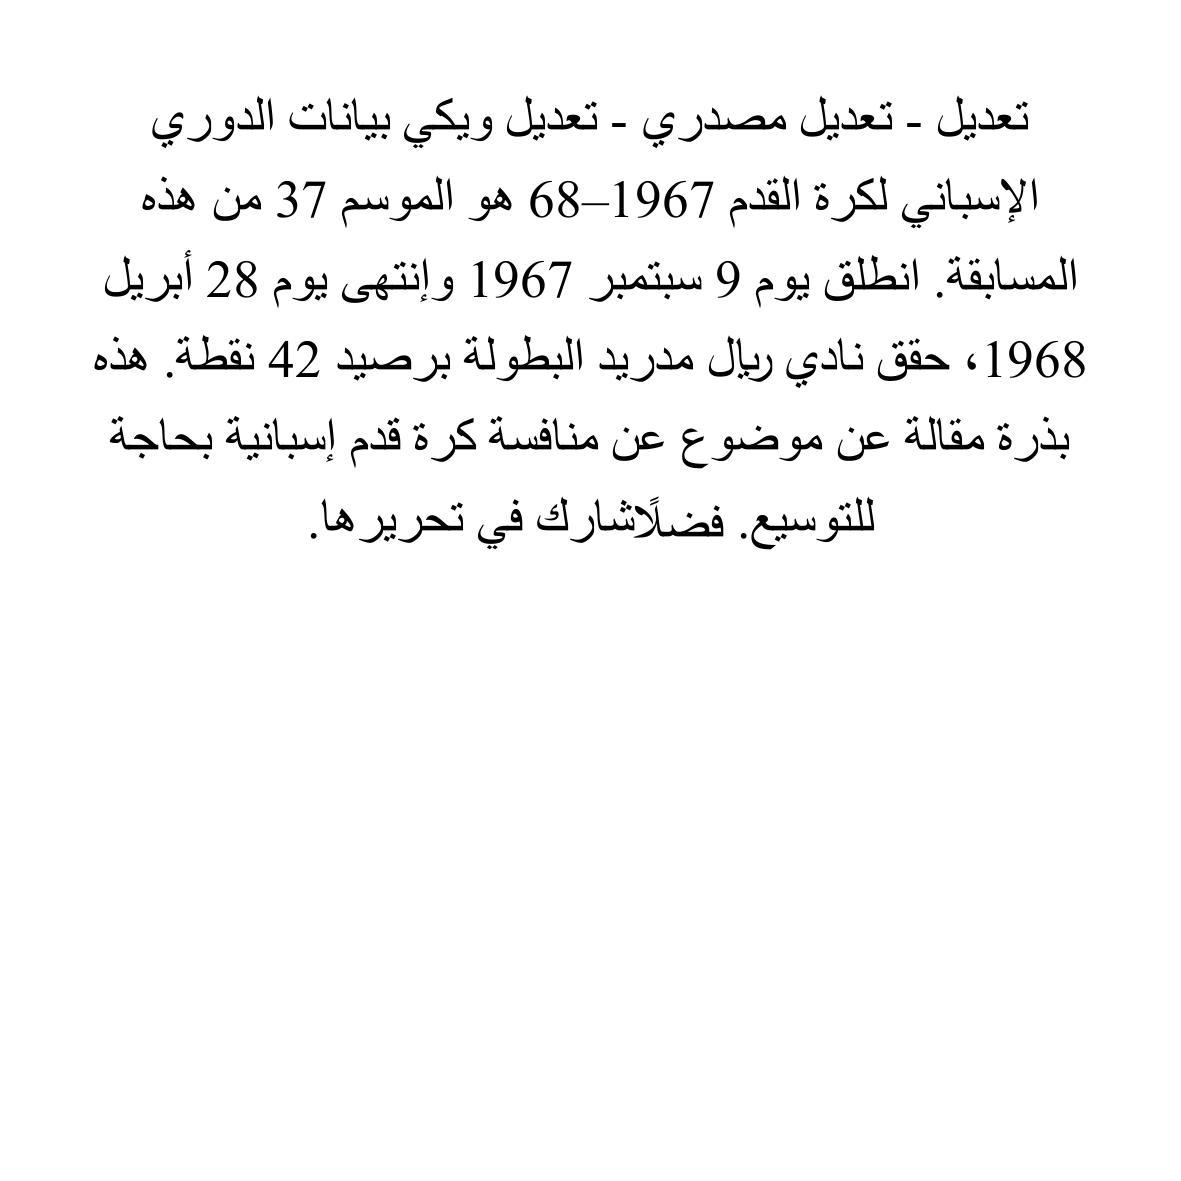 تعديل - تعديل مصدري - تعديل ويكي بيانات الدوري
الإسباني لكرة القدم 1967–68 هو الموسم 37 من هذه
المسابقة. انطلق يوم 9 سبتمبر 1967 وإنتهى يوم 28 أبريل
1968، حقق نادي ريال مدريد البطولة برصيد 42 نقطة. هذه
بذرة مقالة عن موضوع عن منافسة كرة قدم إسبانية بحاجة
للتوسيع. فضلًاشارك في تحريرها.